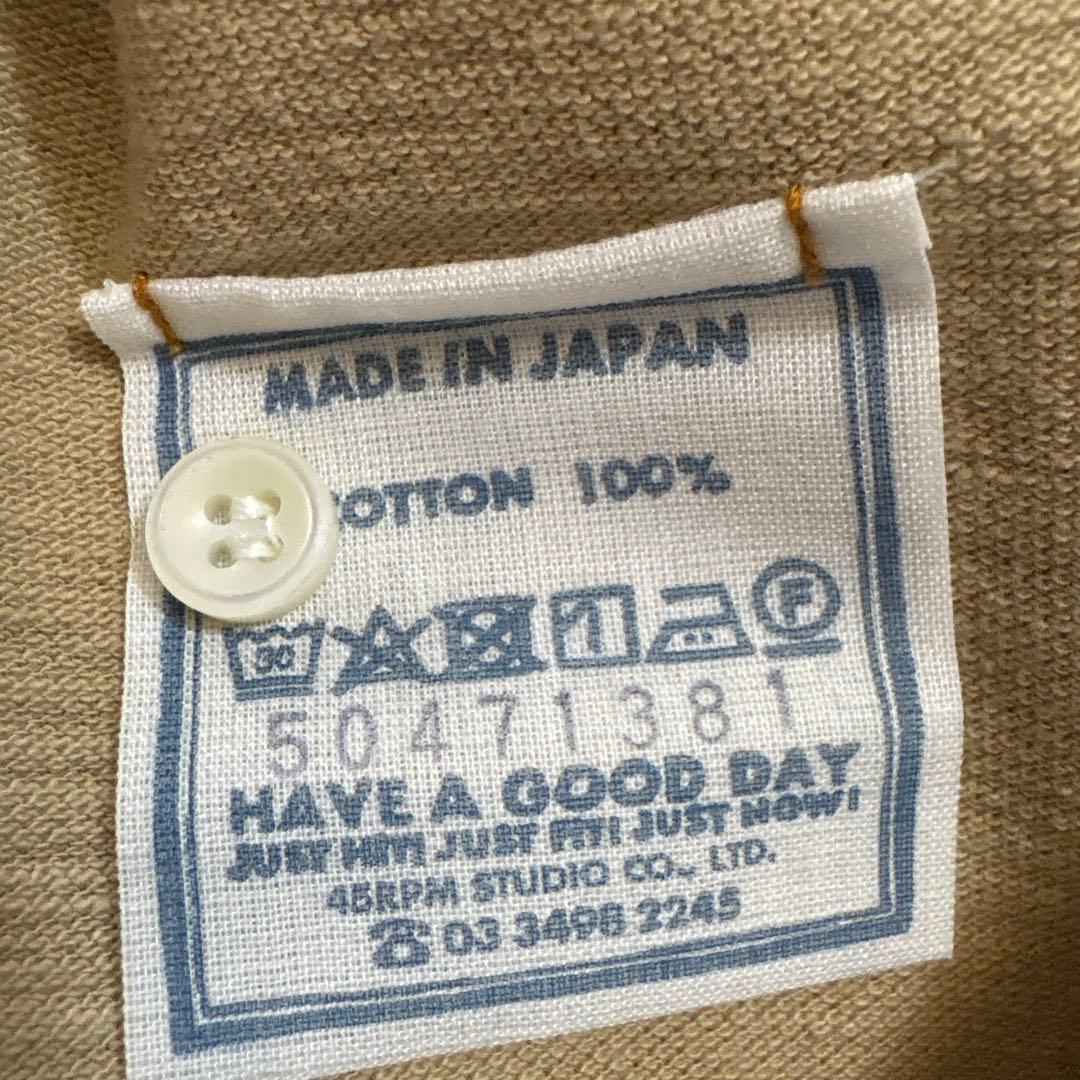 MADE IN JAPAN
COTTON 100%
30 F
50471381
HAVE A GOOD DAY
JUST HIT! JUST FIT! JUST NOW!
45RPM STUDIO CO., LTD.
☎ 03 3498 2245